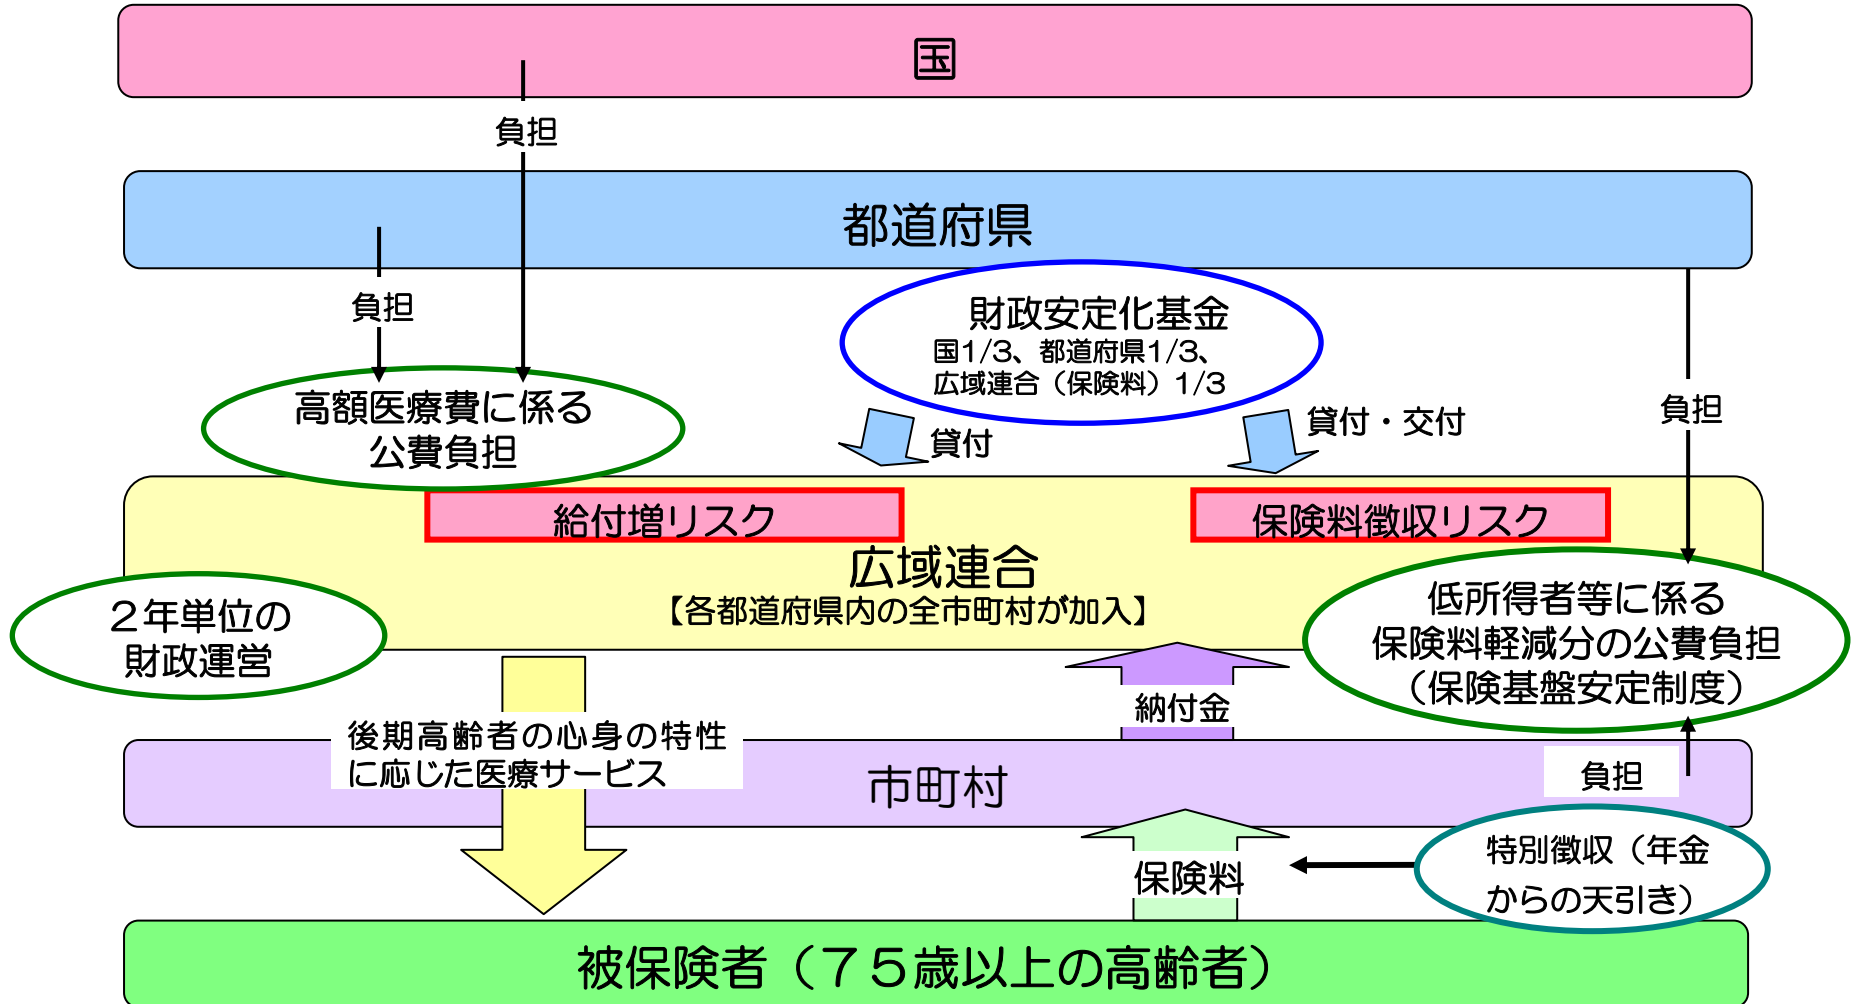 国
負担
都道府県
負担
財政安定化基金
国1/3、都道府県1/3、
広域連合（保険料）1/3
高額医療費に係る
公費負担
貸付
貸付・交付
負担
給付増リスク
保険料徴収リスク
広域連合
【各都道府県内の全市町村が加入】
２年単位の
財政運営
低所得者等に係る
保険料軽減分の公費負担
（保険基盤安定制度）
納付金
後期高齢者の心身の特性
に応じた医療サービス
市町村
負担
保険料
特別徴収（年金
からの天引き）
被保険者（７５歳以上の高齢者）